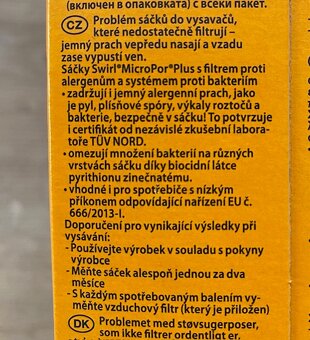 (включен в опаковката) с всеки пакет.
CZ Problém sáčků do vysavačů,
které nedostatečně filtrují –
jemný prach vepředu nasají a vzadu
zase vypustí ven.
Sáčky Swirl®MicroPor®Plus s filtrem proti
alergenům a systémem proti bakteriím
• zadržují i jemný alergenní prach, jako
je pyl, plísňové spóry, výkaly roztočů a
bakterie, bezpečně v sáčku! To potvrzuje
i certifikát od nezávislé zkušební labora-
toře TÜV NORD.
• omezují množení bakterií na různých
vrstvách sáčku díky biocidní látce
pyrithionu zinečnatému.
• vhodné i pro spotřebiče s nízkým
příkonem odpovídající nařízení EU č.
666/2013-I.
Doporučení pro vynikající výsledky při
vysávání:
- Používejte výrobek v souladu s pokyny
výrobce
- Měňte sáček alespoň jednou za dva
měsíce
- S každým spotřebovaným balením vy-
měňte vzduchový filtr (který je přiložen)
DK Problemet med støvsugerposer,
som ikke filtrer ordentligt er,